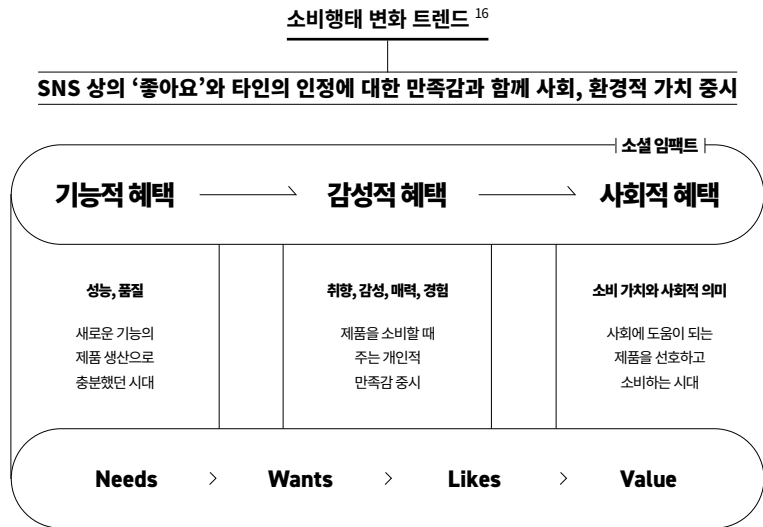 소비행태 변화 트렌드 16
SNS 상의 ‘좋아요’와 타인의 인정에 대한 만족감과 함께 사회, 환경적 가치 중시
소셜 임팩트
기능적 혜택
감성적 혜택
사회적 혜택
성능, 품질
새로운 기능의
제품 생산으로
충분했던 시대
취향, 감성, 매력, 경험
제품을 소비할 때
주는 개인적
만족감 중시
소비 가치와 사회적 의미
사회에 도움이 되는
제품을 선호하고
소비하는 시대
Needs > Wants > Likes > Value